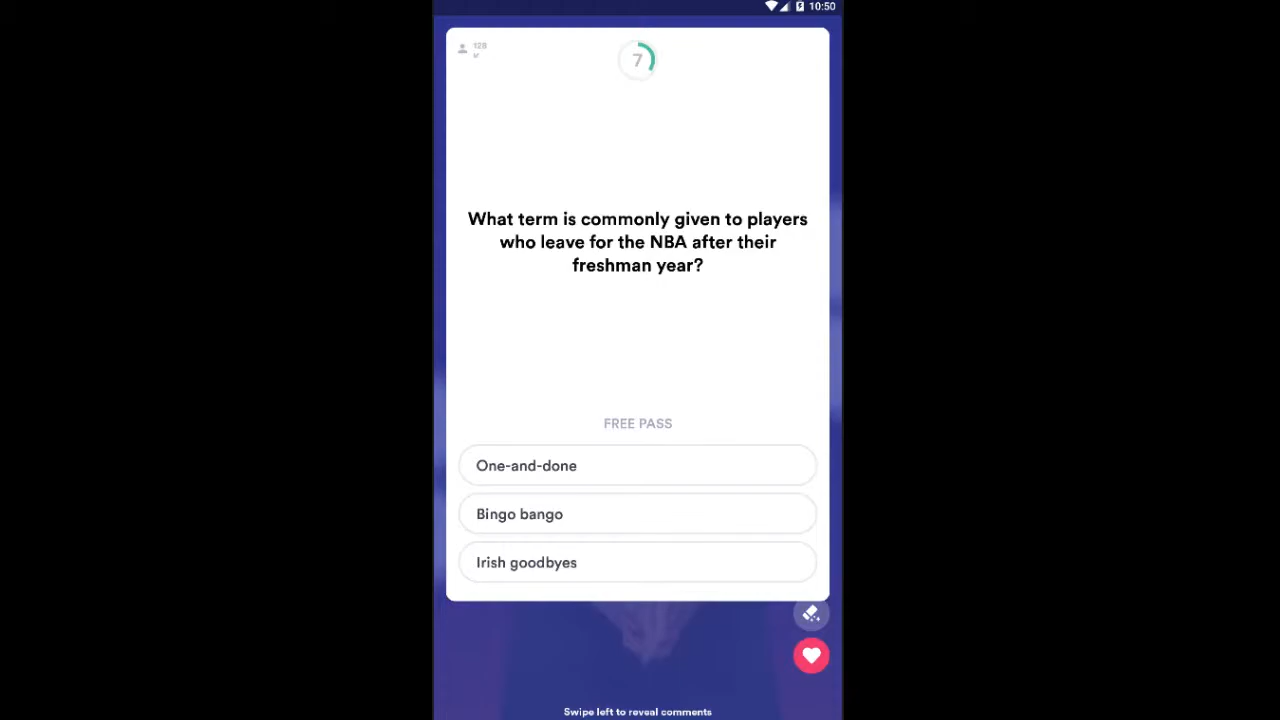 10:50
128
7
What term is commonly given to players
who leave for the NBA after their
freshman year?
FREE PASS
One-and-done
Bingo bango
Irish goodbyes
Swipe left to reveal comments